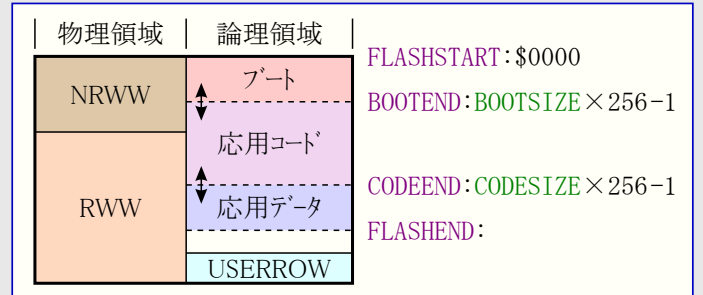 物理領域 論理領域
FLASHSTART:$0000
NRWW ブート
BOOTEND:BOOTSIZE×256-1
応用コード
CODEEND:CODESIZE×256-1
RWW 応用データ
FLASHEND:
USERROW